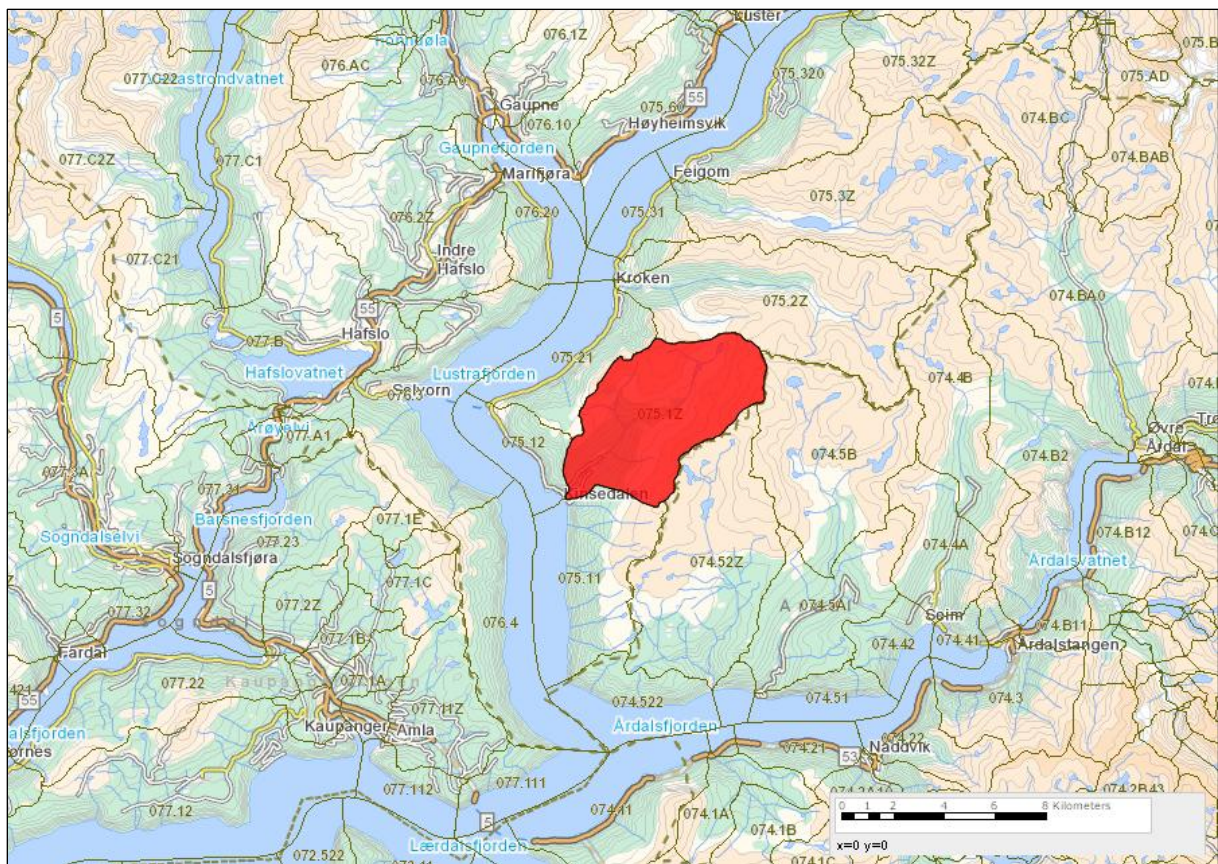 Luster
076.1Z
075.32Z
075.320
075.AD
077.C22
076.AC
074.BC
55
Gaupne
075.60
076.10
Høyheimsvik
Gaupnefjorden
074.BAB
077.C2Z
077.C1
Marifjøra
Feigom
076.20
075.31
075.3Z
076.2Z
Indre
Hafslo
077.C21
Kroken
075.2Z
074.BA0
55
5
Hafslo
077.B
075.21
Hafslovatnet
Lustrafjorden
074.4B
076.3
075.1Z
Årøyelvi
077.A1
075.12
Øvre
Årdal
074.5B
074.B2
077.3A
077.31
Barsnesfjorden
077.1E
077.23
Sogndalselvi
Sogndalsfjøra
074.B12
074.4A
Årdalsvatnet
074.52Z
077.1C
5
075.11
077.2Z
074.5A1
077.32
076.4
Seim
074.B11
077.1B
074.42
074.41
Årdalstangen
077.22
077.1A
074.522
074.51
074.3
077.11Z
Kaupanger
Amla
Årdalsfjorden
074.21
074.22
Naddvik
53
077.111
077.112
077.12
074.11
5
074.1A
074.1B
Lærdalsfjorden
072.522
0 1 2 4 6 8 Kilometers
x=0 y=0